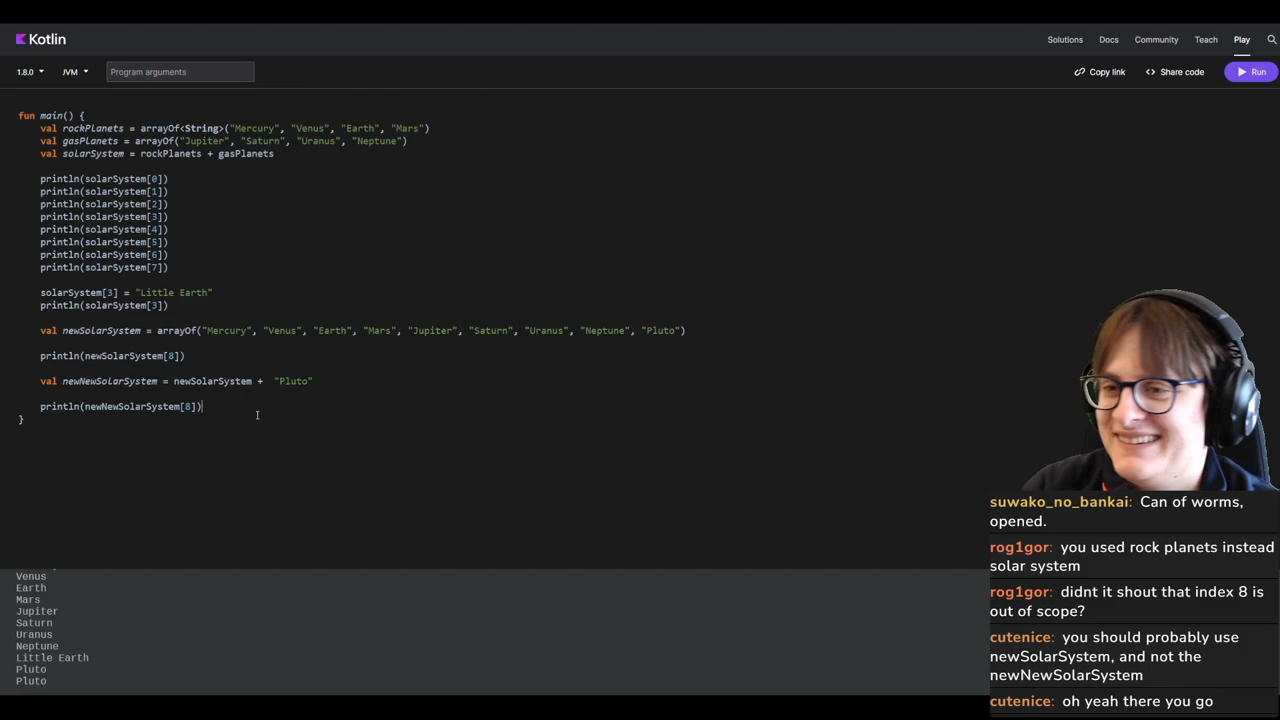 Kotlin
Solutions Docs Community Teach Play
1.8.0 JVM Program arguments Copy link Share code Run
fun main() {
val rockPlanets = arrayOf<String>("Mercury", "Venus", "Earth", "Mars")
val gasPlanets = arrayOf("Jupiter", "Saturn", "Uranus", "Neptune")
val solarSystem = rockPlanets + gasPlanets
println(solarSystem[0])
println(solarSystem[1])
println(solarSystem[2])
println(solarSystem[3])
println(solarSystem[4])
println(solarSystem[5])
println(solarSystem[6])
println(solarSystem[7])
solarSystem[3] = "Little Earth"
println(solarSystem[3])
val newSolarSystem = arrayOf("Mercury", "Venus", "Earth", "Mars", "Jupiter", "Saturn", "Uranus", "Neptune", "Pluto")
println(newSolarSystem[8])
val newNewSolarSystem = newSolarSystem +  "Pluto"
println(newNewSolarSystem[8])
}
Venus
Earth
Mars
Jupiter
Saturn
Uranus
Neptune
Little Earth
Pluto
Pluto
suwako_no_bankai: Can of worms,
opened.
rog1gor: you used rock planets instead
solar system
rog1gor: didnt it shout that index 8 is
out of scope?
cutenice: you should probably use
newSolarSystem, and not the
newNewSolarSystem
cutenice: oh yeah there you go